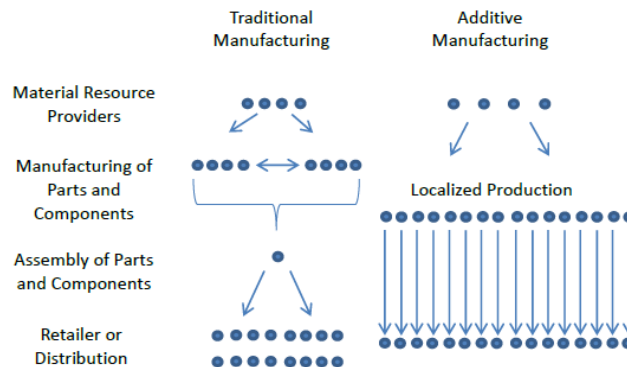 Traditional
Manufacturing
Additive
Manufacturing
Material Resource
Providers
Manufacturing of
Parts and
Components
Localized Production
Assembly of Parts
and Components
Retailer or
Distribution